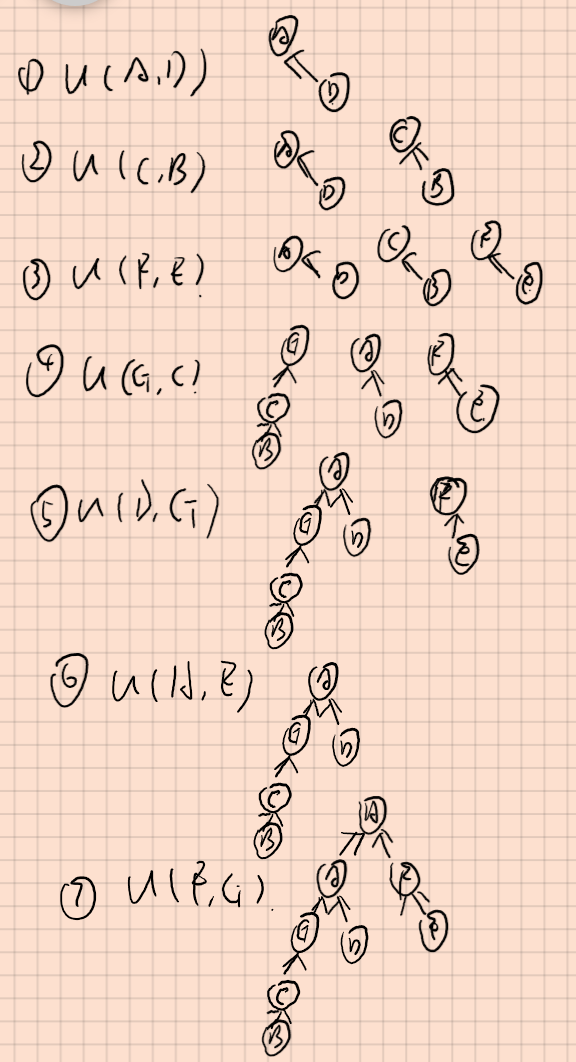 ① U(A,D)
A
D
② U(C,B)
A C
D B
③ U(F,E)
A D C B F E
④ U(G,C)
G A F
C D E
B
⑤ U(D,G)
A F
G D E
C
B
⑥ U(H,E)
A
G D
C
B
H
⑦ U(F,G)
A F
G D E
C
B